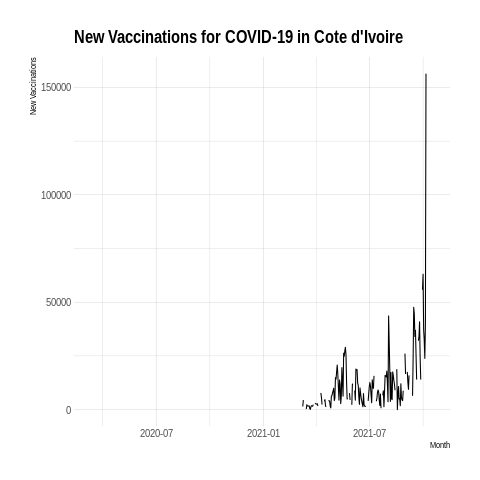 New Vaccinations for COVID-19 in Cote d'Ivoire
New Vaccinations
150000
100000
50000
0
2020-07 2021-01 2021-07
Month